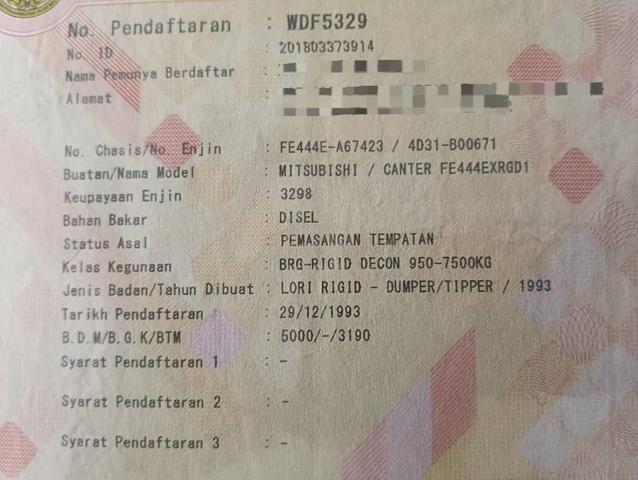 No. Pendaftaran : WDF5329
No. ID : 201803373914
Nama Pemunya Berdaftar :
Alamat :
No. Chasis/No. Enjin : FE444E-A67423 / 4D31-B00671
Buatan/Nama Model : MITSUBISHI / CANTER FE444EXRGD1
Keupayaan Enjin : 3298
Bahan Bakar : DISEL
Status Asal : PEMASANGAN TEMPATAN
Kelas Kegunaan : BRG-RIGID DECON 950-7500KG
Jenis Badan/Tahun Dibuat : LORI RIGID - DUMPER/TIPPER / 1993
Tarikh Pendaftaran : 29/12/1993
B.D.M/B.G.K/BTM : 5000/-/3190
Syarat Pendaftaran 1 : -
Syarat Pendaftaran 2 : -
Syarat Pendaftaran 3 : -